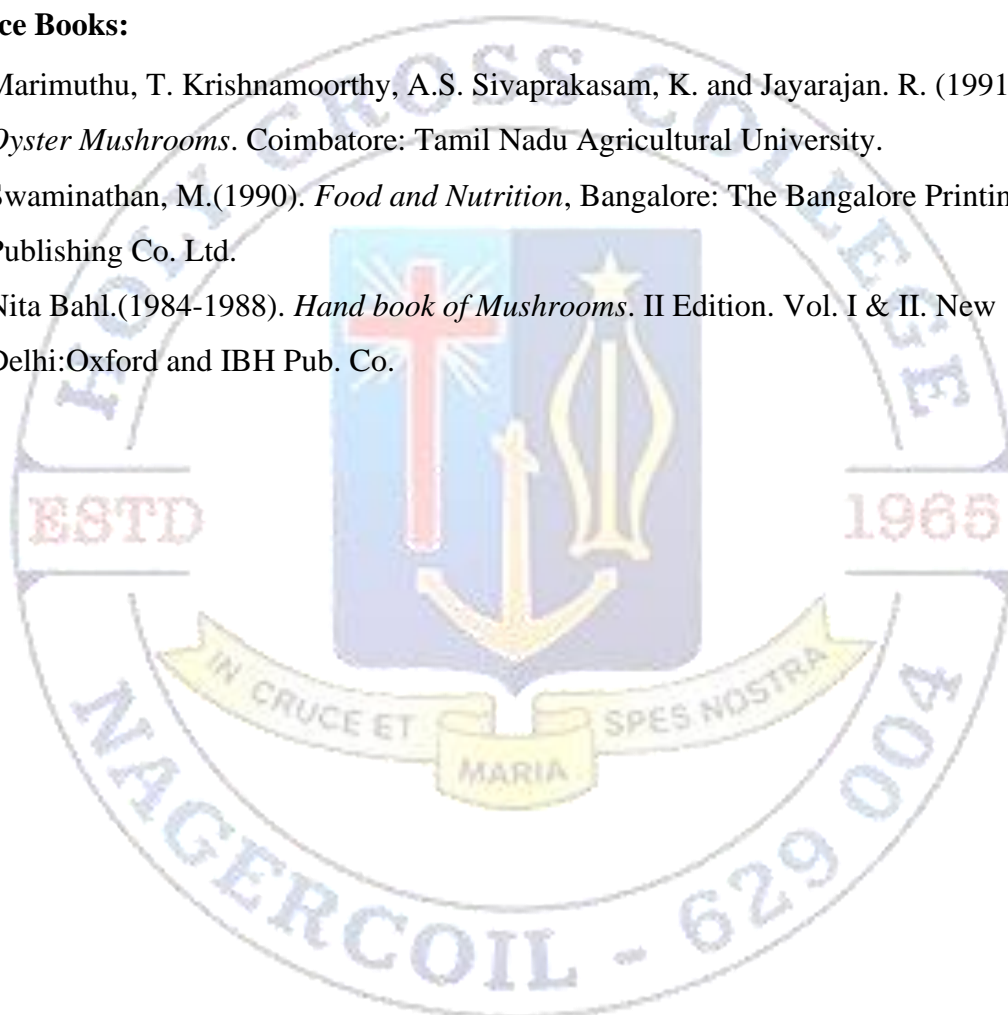 ce Books:
Marimuthu, T. Krishnamoorthy, A.S. Sivaprakasam, K. and Jayarajan. R. (1991
Oyster Mushrooms. Coimbatore: Tamil Nadu Agricultural University.
Swaminathan, M.(1990). Food and Nutrition, Bangalore: The Bangalore Printin
Publishing Co. Ltd.
Nita Bahl.(1984-1988). Hand book of Mushrooms. II Edition. Vol. I & II. New
Delhi:Oxford and IBH Pub. Co.
HOLY CROSS COLLEGE
ESTD 1965
IN CRUCE ET MARIA SPES NOSTRA
NAGERCOIL - 629 004